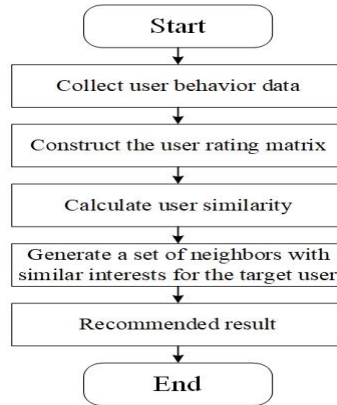 Start
Collect user behavior data
Construct the user rating matrix
Calculate user similarity
Generate a set of neighbors with
similar interests for the target user
Recommended result
End